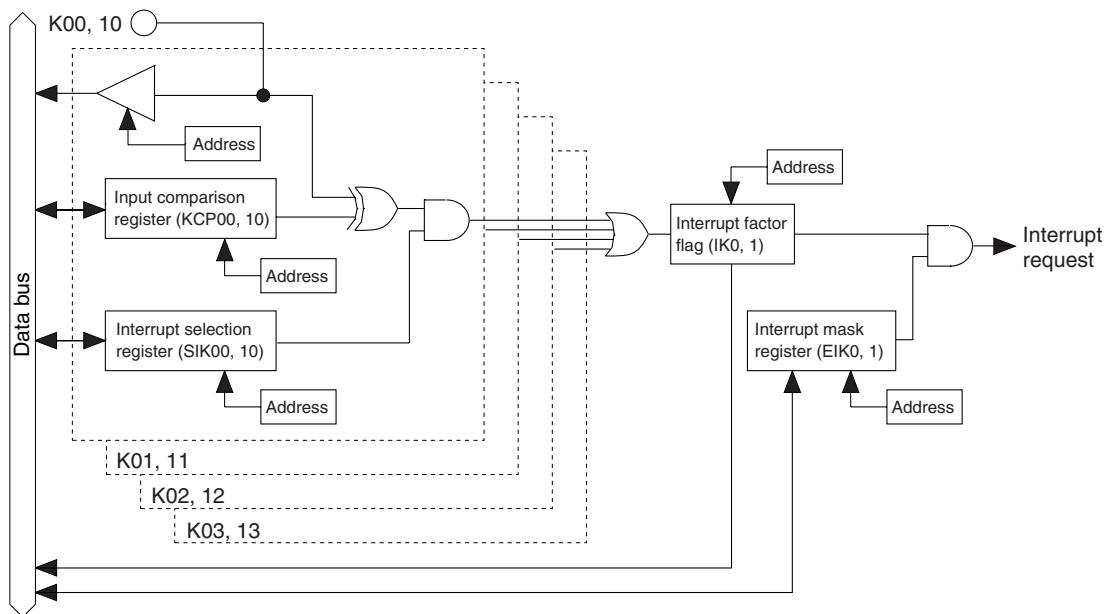 K00, 10
Address
Input comparison
register (KCP00, 10)
Address
Interrupt selection
register (SIK00, 10)
Address
K01, 11
K02, 12
K03, 13
Data bus
Address
Interrupt factor
flag (IK0, 1)
Interrupt
request
Interrupt mask
register (EIK0, 1)
Address